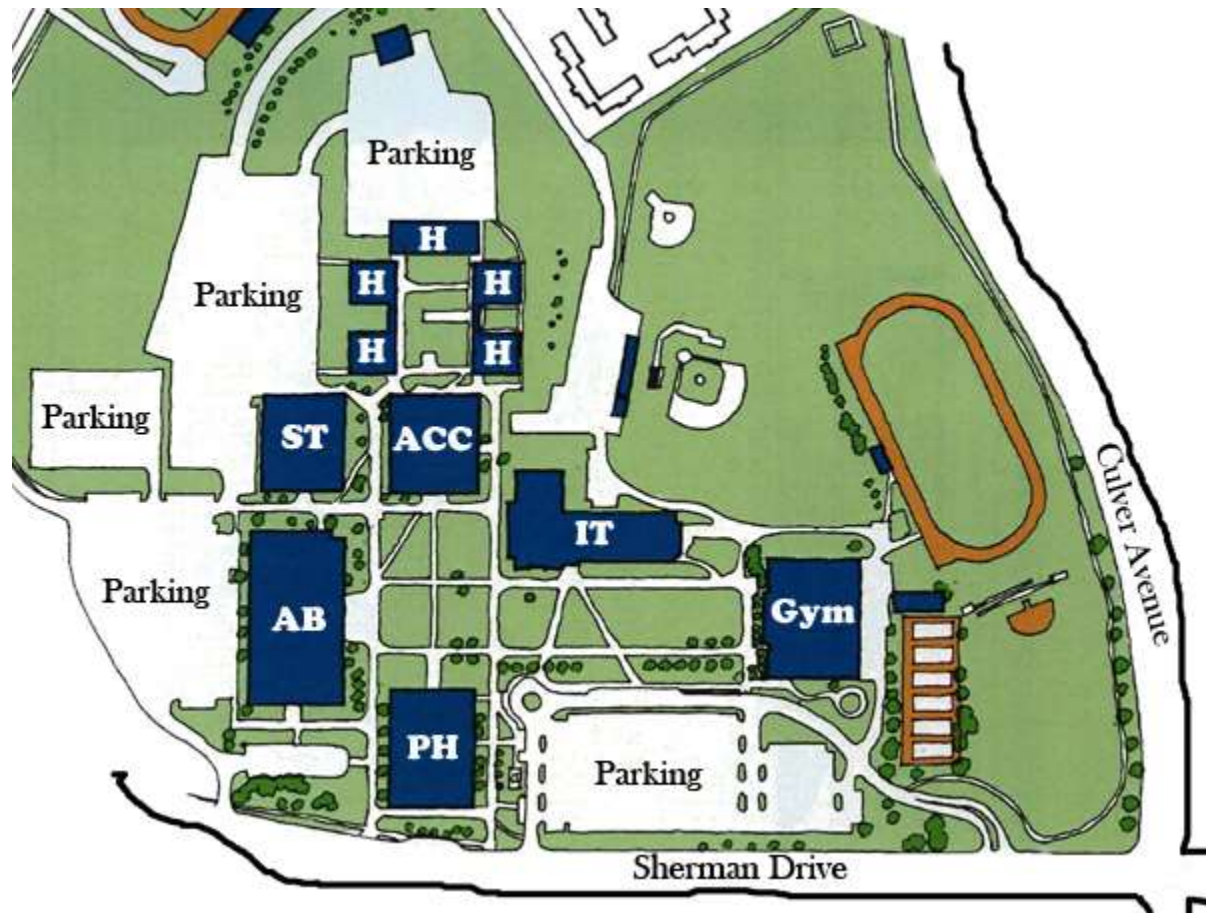 Parking
H
Parking
H
H
H
H
Parking
ST
ACC
Culver Avenue
IT
Parking
AB
Gym
PH
Parking
Sherman Drive